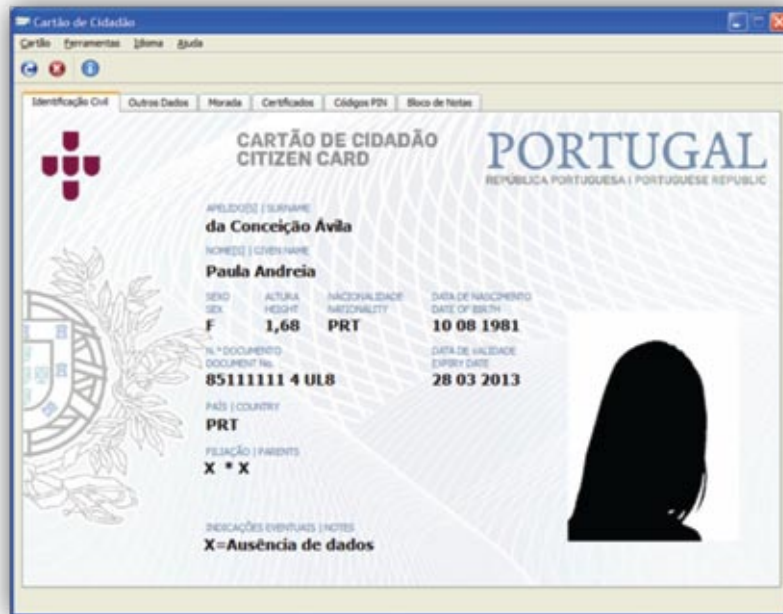 Cartão de Cidadão
Cartão Ferramentas Idioma Ajuda
Identificação Civil Outros Dados Morada Certificados Códigos PIN Bloco de Notas
CARTÃO DE CIDADÃO
CITIZEN CARD
PORTUGAL
REPÚBLICA PORTUGUESA | PORTUGUESE REPUBLIC
APELIDO[S] | SURNAME
da Conceição Ávila
NOME[S] | GIVEN NAME
Paula Andreia
SEXO ALTURA NACIONALIDADE DATA DE NASCIMENTO
SEX HEIGHT NATIONALITY DATE OF BIRTH
F 1,68 PRT 10 08 1981
N.º DOCUMENTO DATA DE VALIDADE
DOCUMENT No. EXPIRY DATE
85111111 4 UL8 28 03 2013
PAÍS | COUNTRY
PRT
FILIAÇÃO | PARENTS
X * X
INDICAÇÕES EVENTUAIS | NOTES
X=Ausência de dados